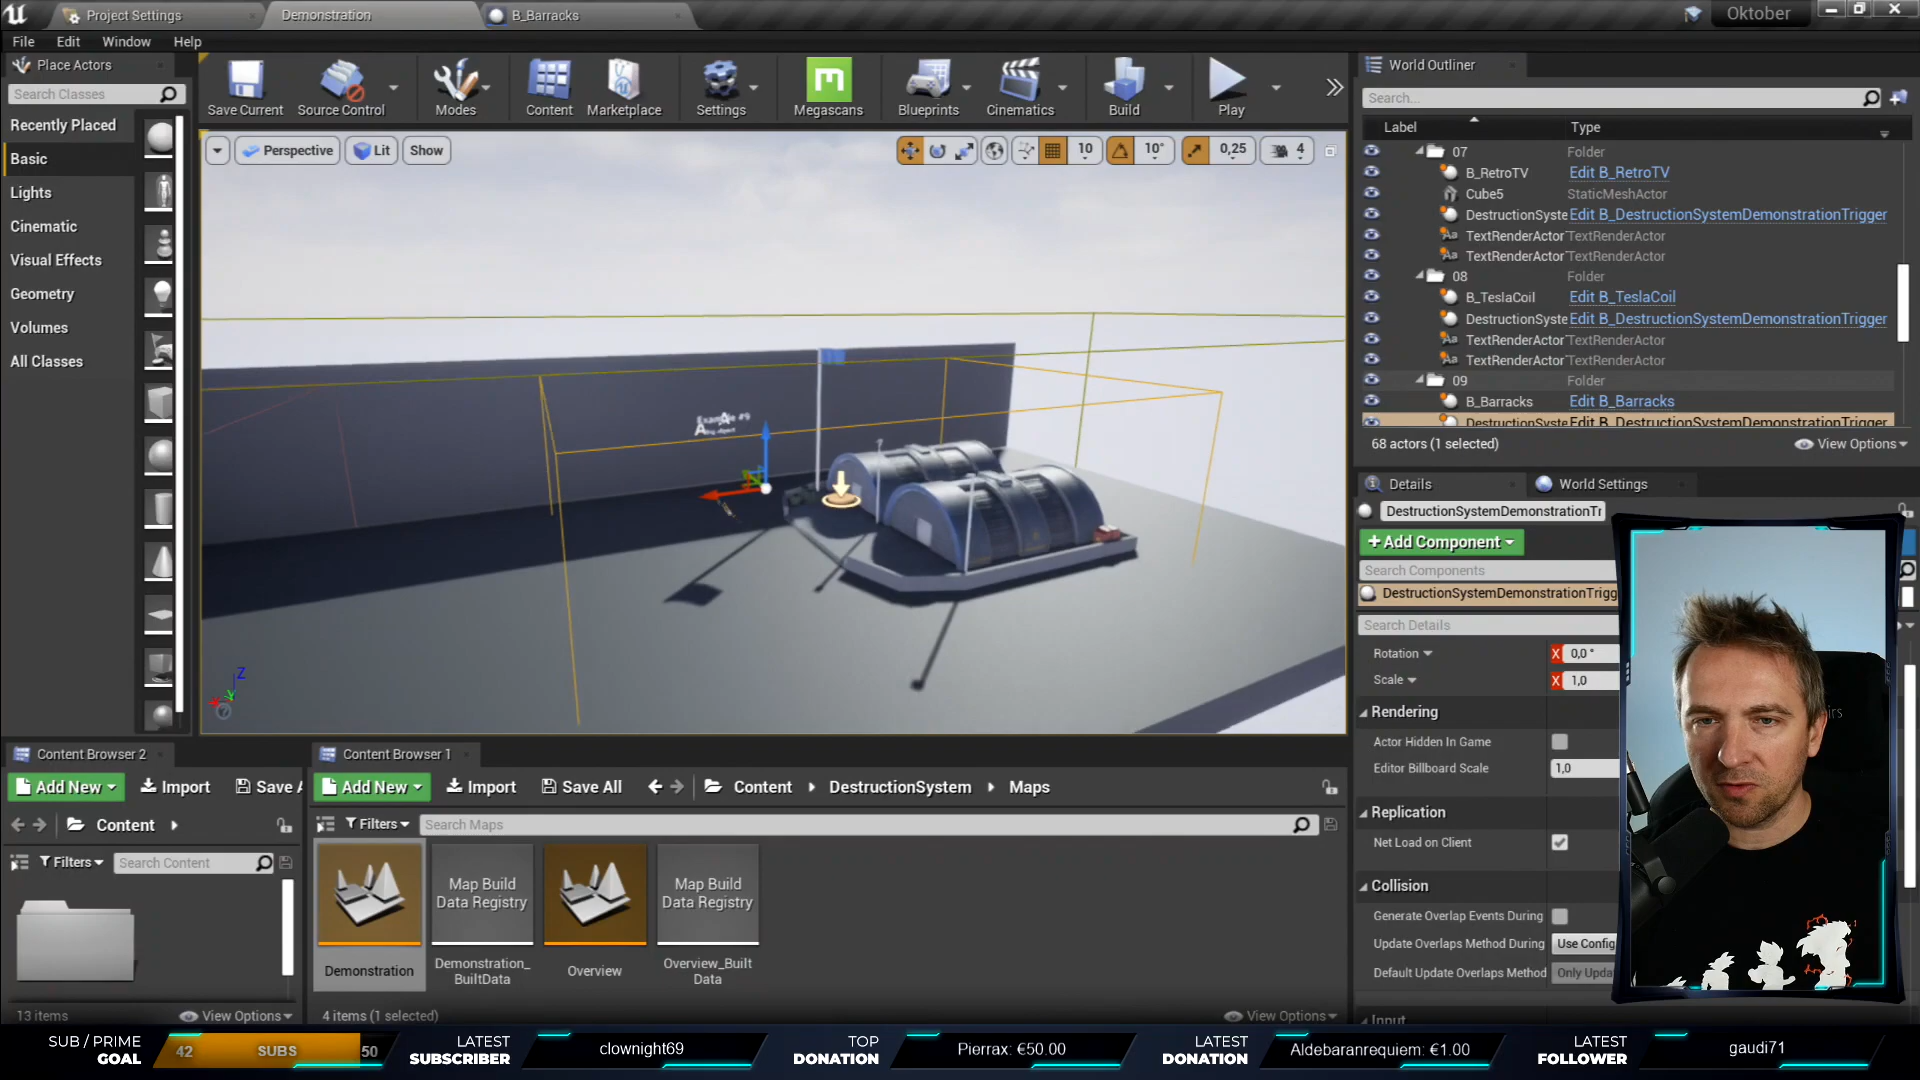 Project Settings
Demonstration
B_Barracks
Oktober
File Edit Window Help
Place Actors
Search Classes
Recently Placed
Basic
Lights
Cinematic
Visual Effects
Geometry
Volumes
All Classes
Save Current
Source Control
Modes
Content
Marketplace
Settings
Megascans
Blueprints
Cinematics
Build
Play
Perspective
Lit
Show
10
10°
0,25
4
Example #9
Z
Y
World Outliner
Search...
Label Type
07 Folder
B_RetroTV Edit B_RetroTV
Cube5 StaticMeshActor
DestructionSyste Edit B_DestructionSystemDemonstrationTrigger
TextRenderActor TextRenderActor
TextRenderActor TextRenderActor
08 Folder
B_TeslaCoil Edit B_TeslaCoil
DestructionSyste Edit B_DestructionSystemDemonstrationTrigger
TextRenderActor TextRenderActor
TextRenderActor TextRenderActor
09 Folder
B_Barracks Edit B_Barracks
DestructionSyste Edit B_DestructionSystemDemonstrationTrigger
68 actors (1 selected)
View Options
Details
World Settings
DestructionSystemDemonstrationTr
+Add Component
Search Components
DestructionSystemDemonstrationTrigg
Search Details
Rotation X 0,0 °
Scale X 1,0
Rendering
Actor Hidden In Game
Editor Billboard Scale 1,0
Replication
Net Load on Client
Collision
Generate Overlap Events During
Update Overlaps Method During Use Config
Default Update Overlaps Method Only Upda
Input
Content Browser 2
Add New
Import
Save A
Content
Filters
Search Content
13 items
View Options
Content Browser 1
Add New
Import
Save All
Content
DestructionSystem
Maps
Filters
Search Maps
Demonstration
Map Build
Data Registry
Demonstration_
BuiltData
Overview
Map Build
Data Registry
Overview_Built
Data
4 items (1 selected)
View Options
SUB / PRIME
GOAL
42 SUBS 50
LATEST
SUBSCRIBER
clownight69
TOP
DONATION
Pierrax: €50.00
LATEST
DONATION
Aldebaranrequiem: €1.00
LATEST
FOLLOWER
gaudi71